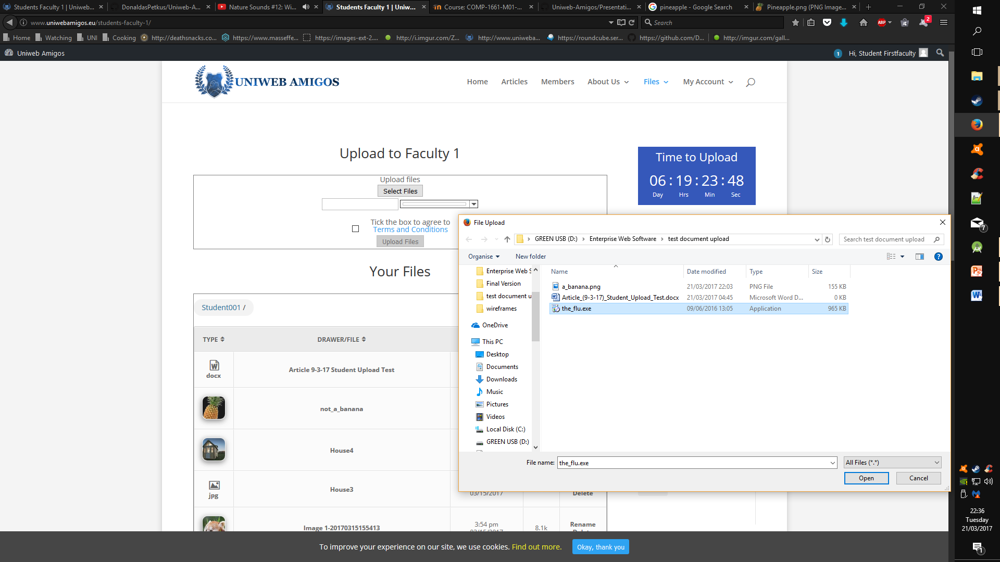 Students Faculty 1 | Uniweb...
DonaldasPetkus/Uniweb-A...
Nature Sounds #12: Wi...
Students Faculty 1 | Uniw...
Course: COMP-1661-M01-...
Uniweb-Amigos/Presentati...
pineapple - Google Search
Pineapple.png (PNG Image...
www.uniwebamigos.eu/students-faculty-1/
Search
ABP
2
Home
Watching
UNI
Cooking
http://deathsnacks.co...
https://www.masseffe...
https://images-ext-2....
http://i.imgur.com/Z...
http://www.uniweba...
https://roundcube.ser...
https://github.com/D...
http://imgur.com/gall...
Uniweb Amigos
1
Hi, Student Firstfaculty
UNIWEB AMIGOS
Home
Articles
Members
About Us
Files
My Account
Upload to Faculty 1
Upload files
Select Files
Tick the box to agree to
Terms and Conditions
Upload Files
Time to Upload
06 : 19 : 23 : 48
Day Hrs Min Sec
Your Files
Student001 /
TYPE
DRAWER/FILE
docx
Article 9-3-17 Student Upload Test
not_a_banana
House4
jpg
House3
03/15/2017
Delete
Image 1-20170315155413
3:54 pm
8.1k
Rename
File Upload
GREEN USB (D:) > Enterprise Web Software > test document upload
Search test document upload
Organise
New folder
Enterprise Web S
Final Version
test document u
wireframes
OneDrive
This PC
Desktop
Documents
Downloads
Music
Pictures
Videos
Local Disk (C:)
GREEN USB (D:)
Name Date modified Type Size
a_banana.png 21/03/2017 22:03 PNG File 155 KB
Article_(9-3-17)_Student_Upload_Test.docx 21/03/2017 04:45 Microsoft Word D... 0 KB
the_flu.exe 09/06/2016 13:05 Application 965 KB
File name:
the_flu.exe
All Files (*.*)
Open
Cancel
To improve your experience on our site, we use cookies. Find out more.
Okay, thank you
7
22:36
Tuesday
21/03/2017
1